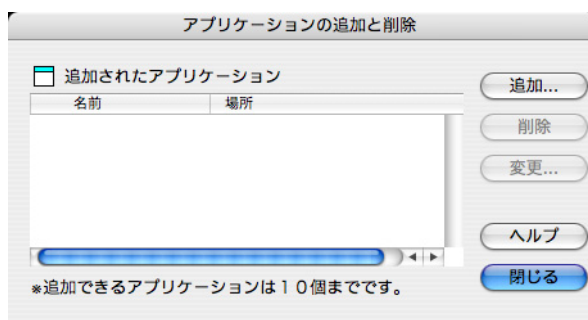 アプリケーションの追加と削除
追加されたアプリケーション
名前 場所
追加...
削除
変更...
ヘルプ
閉じる
※追加できるアプリケーションは１０個までです。